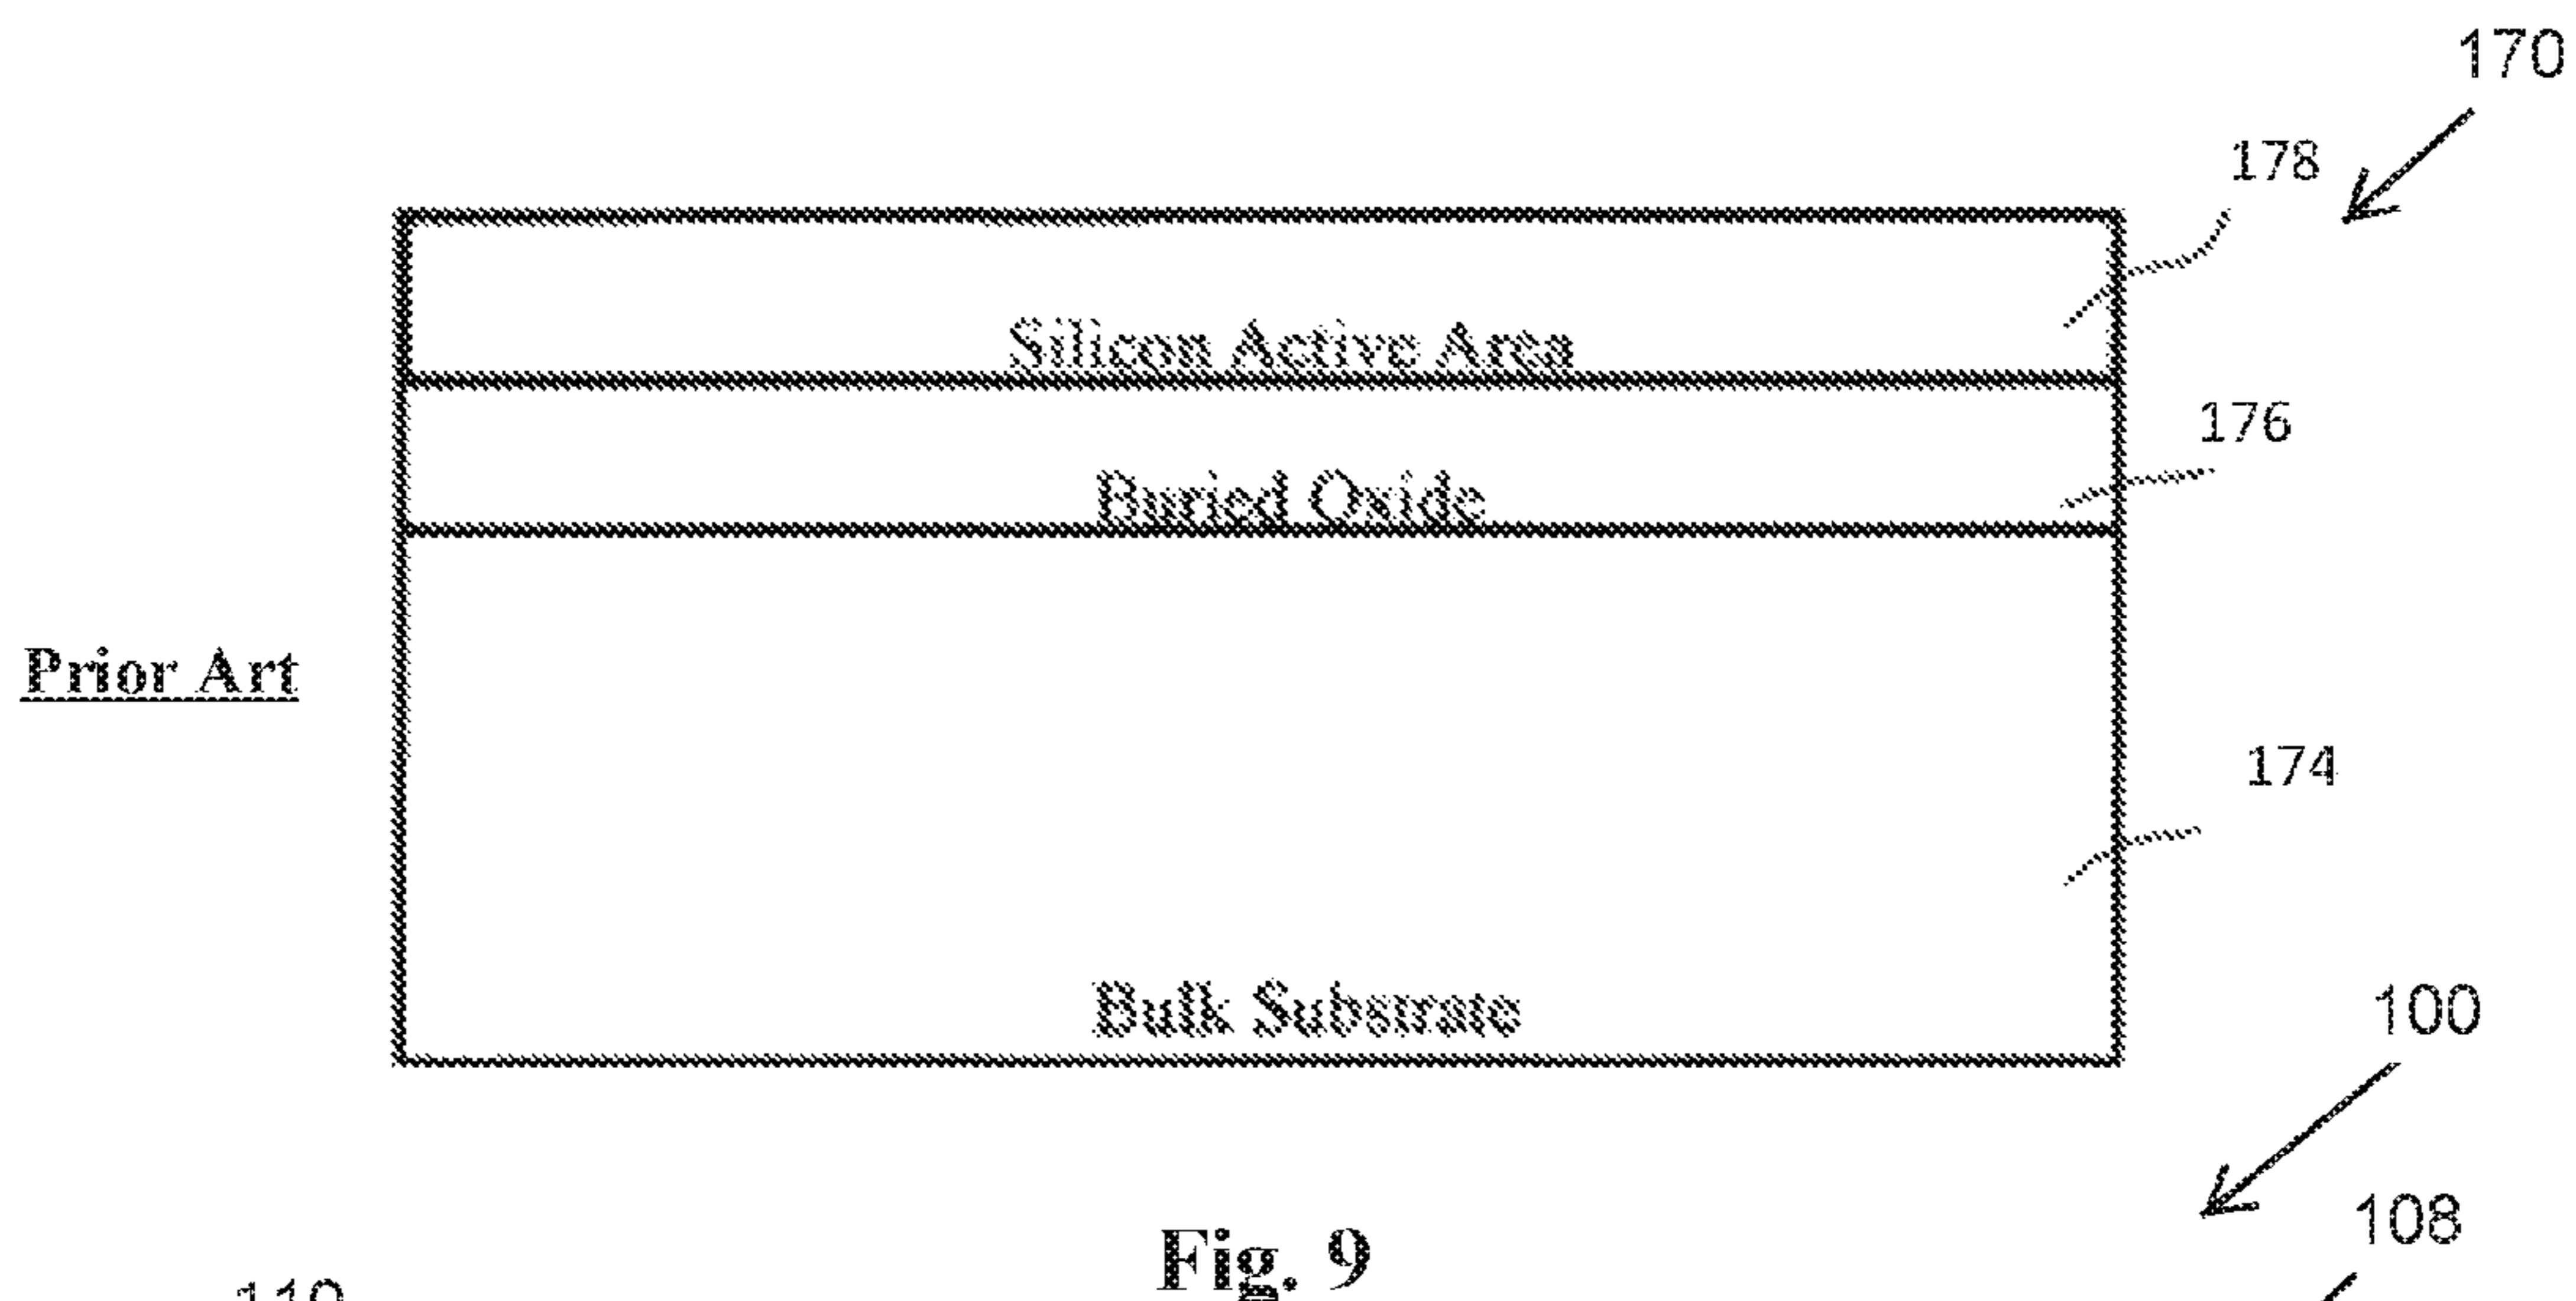 170
178
Silicon Active Area
176
Buried Oxide
Prior Art
174
Bulk Substrate
100
108
Fig. 9